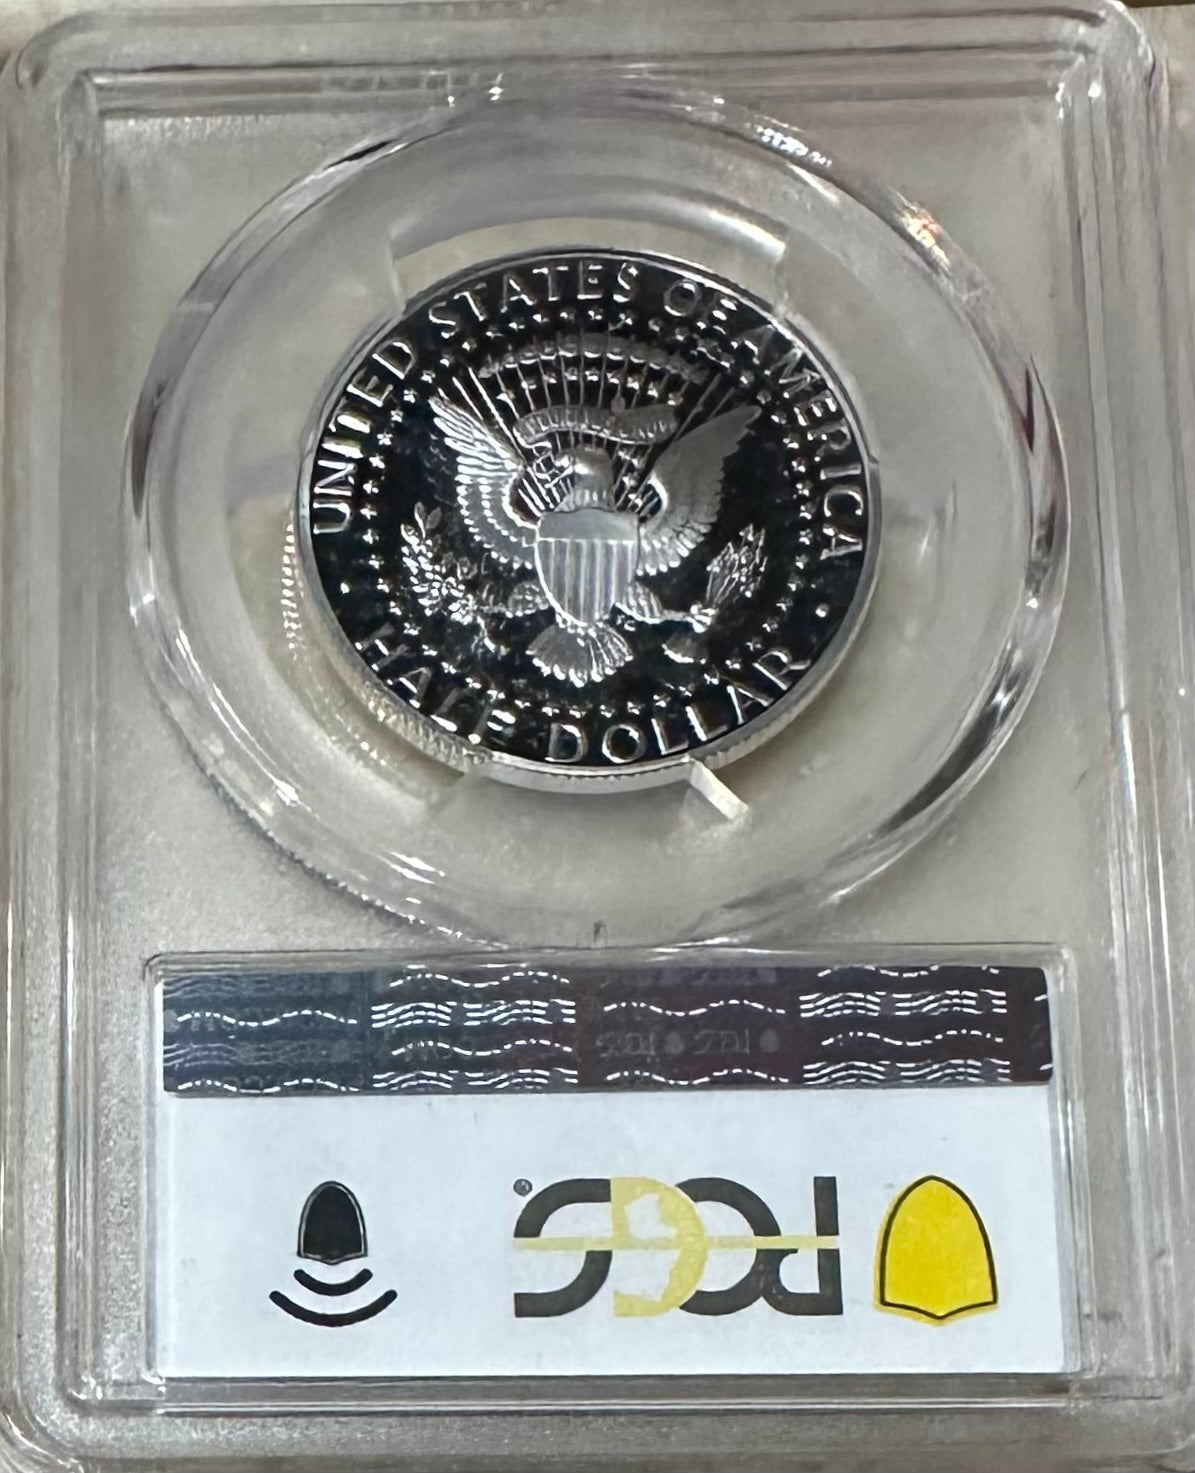 UNITED STATES OF AMERICA
HALF DOLLAR
PCGS